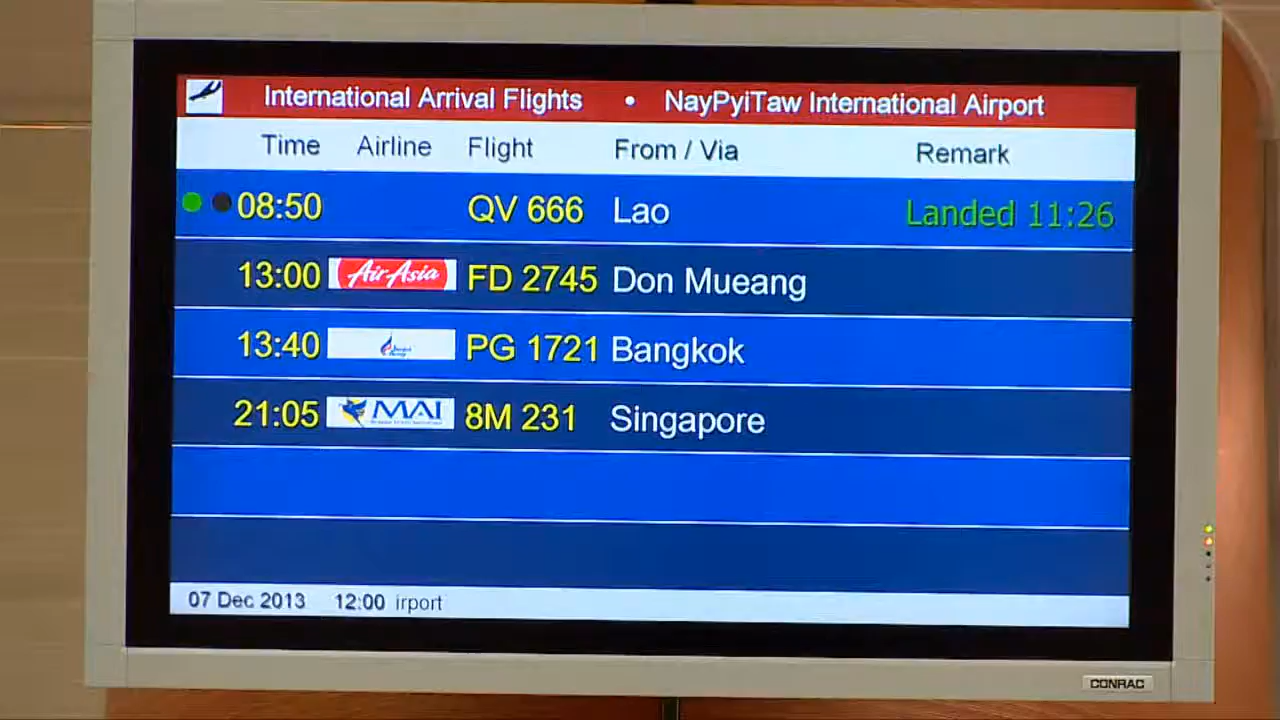 International Arrival Flights • NayPyiTaw International Airport
Time Airline Flight From / Via Remark
08:50 QV 666 Lao Landed 11:26
13:00 AirAsia FD 2745 Don Mueang
13:40 PG 1721 Bangkok
21:05 MAI 8M 231 Singapore
07 Dec 2013 12:00 irport
CONRAC